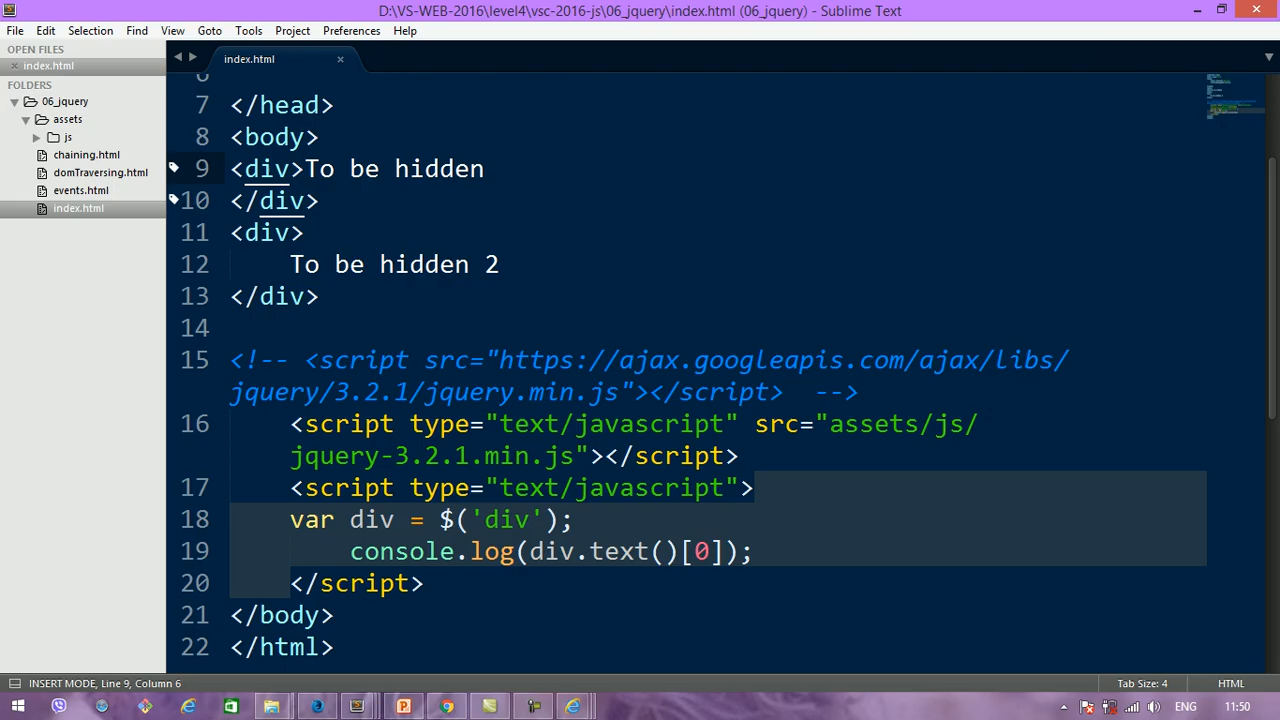 D:\VS-WEB-2016\level4\vsc-2016-js\06_jquery\index.html (06_jquery) - Sublime Text
File Edit Selection Find View Goto Tools Project Preferences Help
OPEN FILES
index.html
FOLDERS
06_jquery
assets
js
chaining.html
domTraversing.html
events.html
index.html
index.html
6
7 </head>
8 <body>
9 <div>To be hidden
10 </div>
11 <div>
12 To be hidden 2
13 </div>
14
15 <!-- <script src="https://ajax.googleapis.com/ajax/libs/
jquery/3.2.1/jquery.min.js"></script> -->
16 <script type="text/javascript" src="assets/js/
jquery-3.2.1.min.js"></script>
17 <script type="text/javascript">
18 var div = $('div');
19 console.log(div.text()[0]);
20 </script>
21 </body>
22 </html>
INSERT MODE, Line 9, Column 6 Tab Size: 4 HTML
ENG 11:50